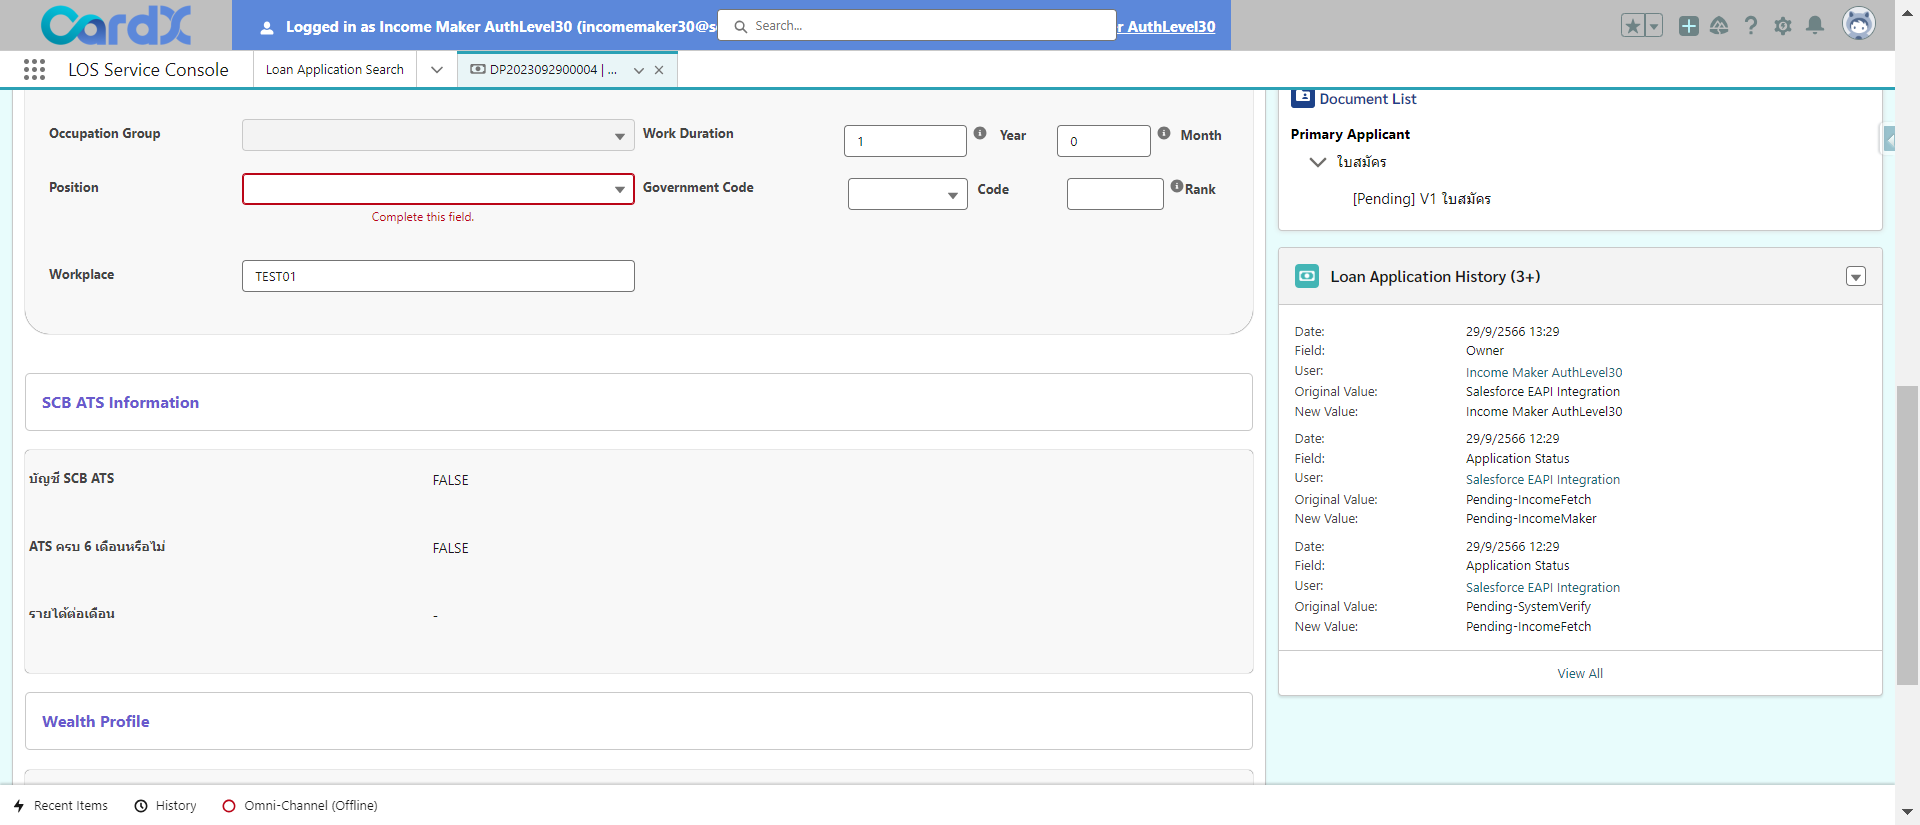 CardX
Logged in as Income Maker AuthLevel30 (incomemaker30@s
Search...
r AuthLevel30
LOS Service Console
Loan Application Search
DP2023092900004 | ...
Occupation Group
Work Duration
1
Year
0
Month
Position
Complete this field.
Government Code
Code
Rank
Workplace
TEST01
SCB ATS Information
บัญชี SCB ATS
FALSE
ATS ครบ 6 เดือนหรือไม่
FALSE
รายได้ต่อเดือน
-
Wealth Profile
Document List
Primary Applicant
ใบสมัคร
[Pending] V1 ใบสมัคร
Loan Application History (3+)
Date: 29/9/2566 13:29
Field: Owner
User: Income Maker AuthLevel30
Original Value: Salesforce EAPI Integration
New Value: Income Maker AuthLevel30
Date: 29/9/2566 12:29
Field: Application Status
User: Salesforce EAPI Integration
Original Value: Pending-IncomeFetch
New Value: Pending-IncomeMaker
Date: 29/9/2566 12:29
Field: Application Status
User: Salesforce EAPI Integration
Original Value: Pending-SystemVerify
New Value: Pending-IncomeFetch
View All
Recent Items
History
Omni-Channel (Offline)